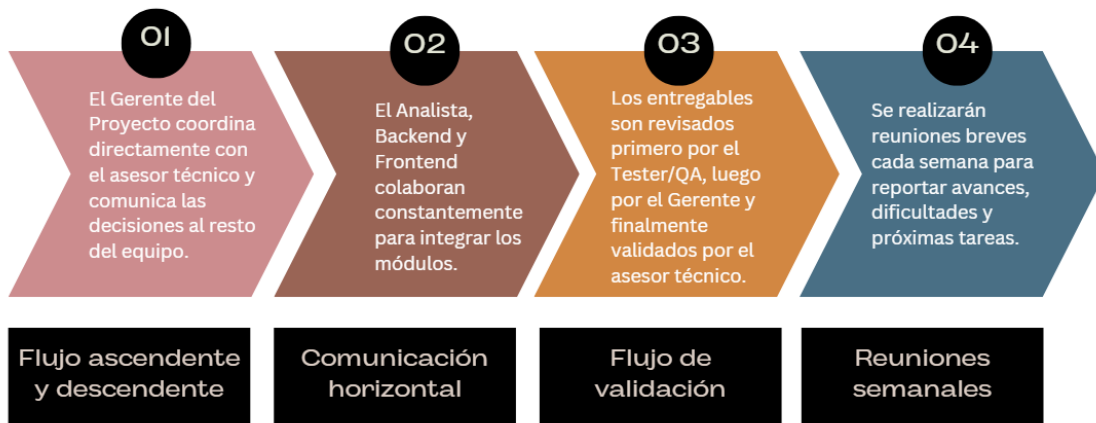 01
El Gerente del
Proyecto coordina
directamente con
el asesor técnico y
comunica las
decisiones al resto
del equipo.
Flujo ascendente
y descendente
02
El Analista,
Backend y
Frontend
colaboran
constantemente
para integrar los
módulos.
Comunicación
horizontal
03
Los entregables
son revisados
primero por el
Tester/QA, luego
por el Gerente y
finalmente
validados por el
asesor técnico.
Flujo de
validación
04
Se realizarán
reuniones breves
cada semana para
reportar avances,
dificultades y
próximas tareas.
Reuniones
semanales